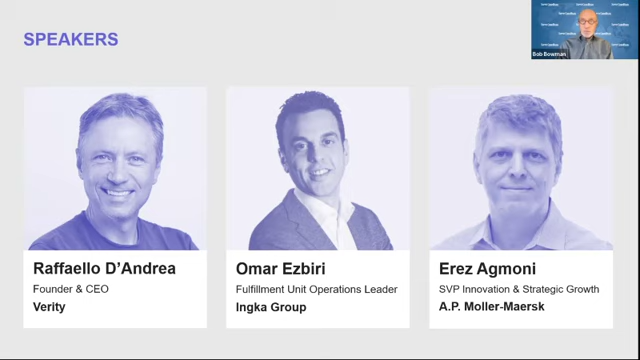 SPEAKERS
Bob Bowman
Raffaello D'Andrea
Founder & CEO
Verity
Omar Ezbiri
Fulfillment Unit Operations Leader
Ingka Group
Erez Agmoni
SVP Innovation & Strategic Growth
A.P. Moller-Maersk